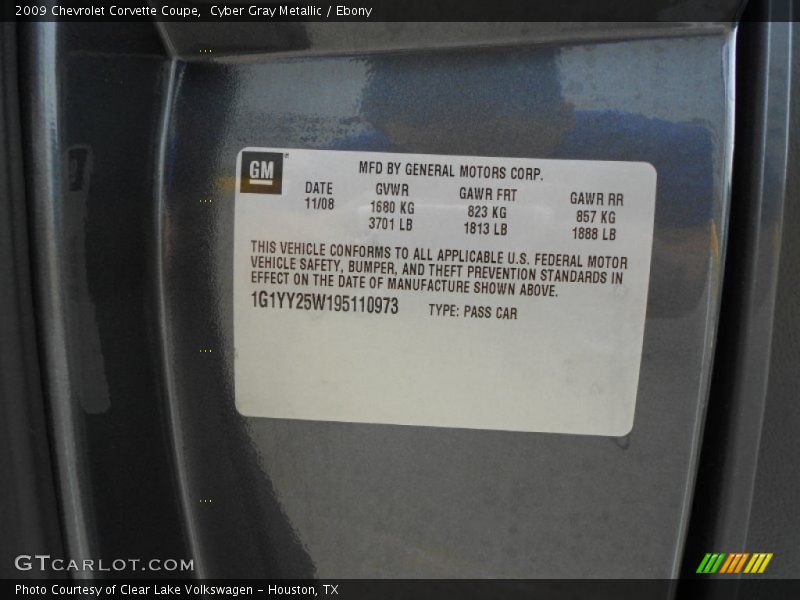 2009 Chevrolet Corvette Coupe, Cyber Gray Metallic / Ebony
GM
MFD BY GENERAL MOTORS CORP.
DATE GVWR GAWR FRT GAWR RR
11/08 1680 KG 823 KG 857 KG
3701 LB 1813 LB 1888 LB
THIS VEHICLE CONFORMS TO ALL APPLICABLE U.S. FEDERAL MOTOR
VEHICLE SAFETY, BUMPER, AND THEFT PREVENTION STANDARDS IN
EFFECT ON THE DATE OF MANUFACTURE SHOWN ABOVE.
1G1YY25W195110973 TYPE: PASS CAR
GTCARLOT.COM
Photo Courtesy of Clear Lake Volkswagen - Houston, TX